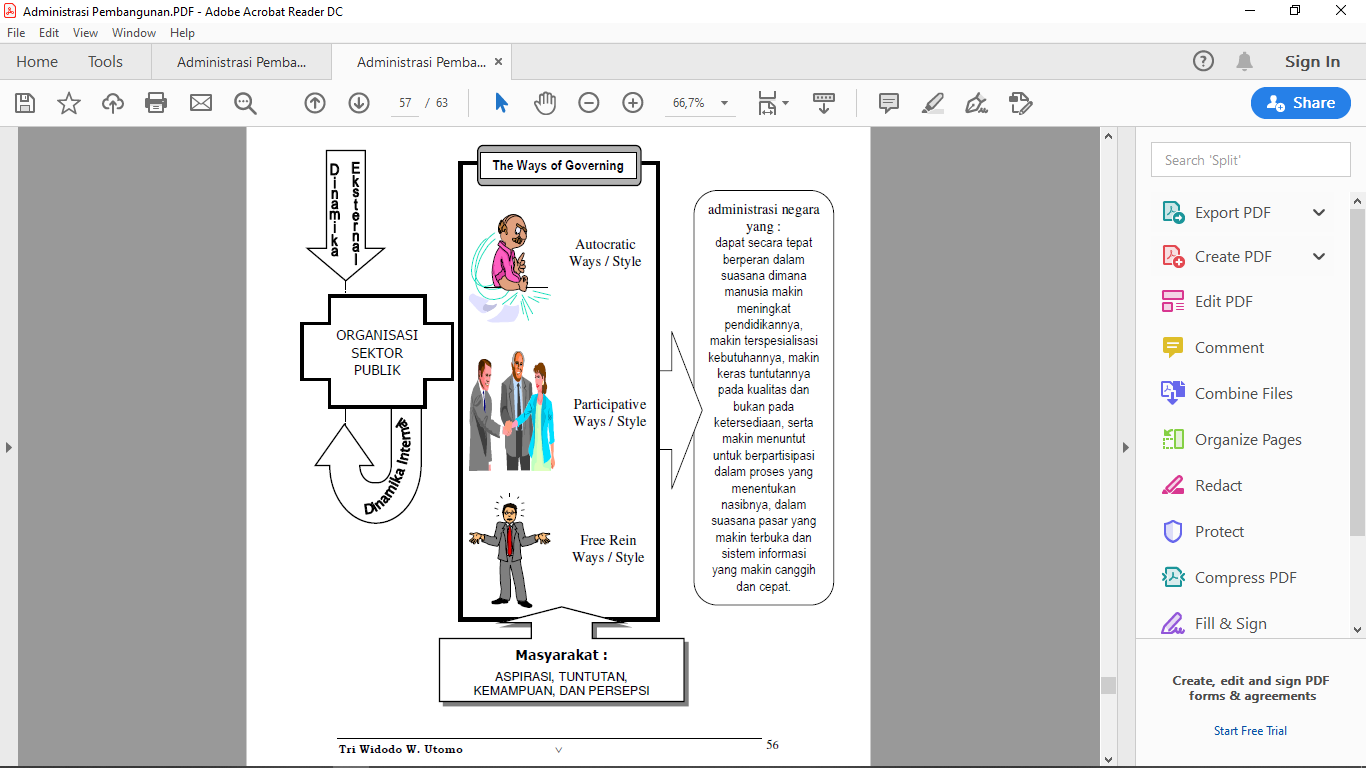 Administrasi Pembangunan.PDF - Adobe Acrobat Reader DC
File Edit View Window Help
Home Tools Administrasi Pemba... Administrasi Pemba... × Sign In
57 / 63 66,7% Share
Dinamika
Eksternal
ORGANISASI
SEKTOR
PUBLIK
Dinamika Internal
The Ways of Governing
Autocratic
Ways / Style
Participative
Ways / Style
Free Rein
Ways / Style
administrasi negara
yang :
dapat secara tepat
berperan dalam
suasana dimana
manusia makin
meningkat
pendidikannya,
makin terspesialisasi
kebutuhannya, makin
keras tuntutannya
pada kualitas dan
bukan pada
ketersediaan, serta
makin menuntut
untuk berpartisipasi
dalam proses yang
menentukan
nasibnya, dalam
suasana pasar yang
makin terbuka dan
sistem informasi
yang makin canggih
dan cepat.
Masyarakat :
ASPIRASI, TUNTUTAN,
KEMAMPUAN, DAN PERSEPSI
Tri Widodo W. Utomo
56
Search 'Split'
Export PDF
Create PDF
Edit PDF
Comment
Combine Files
Organize Pages
Redact
Protect
Compress PDF
Fill & Sign
Create, edit and sign PDF
forms & agreements
Start Free Trial